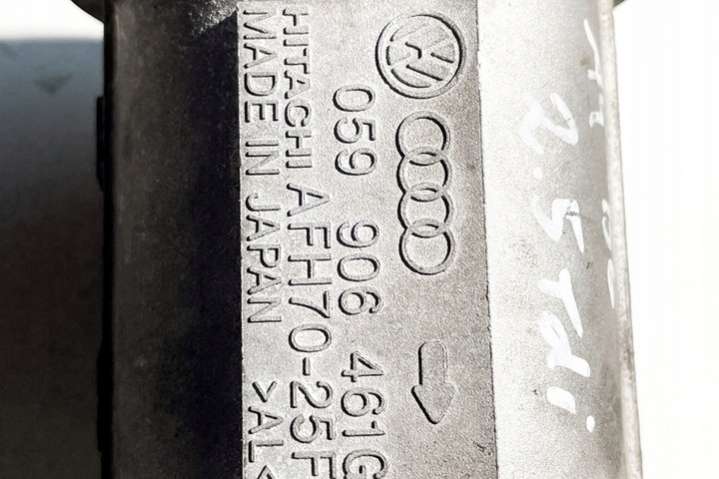 059 906 461G
HITACHI AFH70-25F
MADE IN JAPAN >AL<
2.5 Tdi